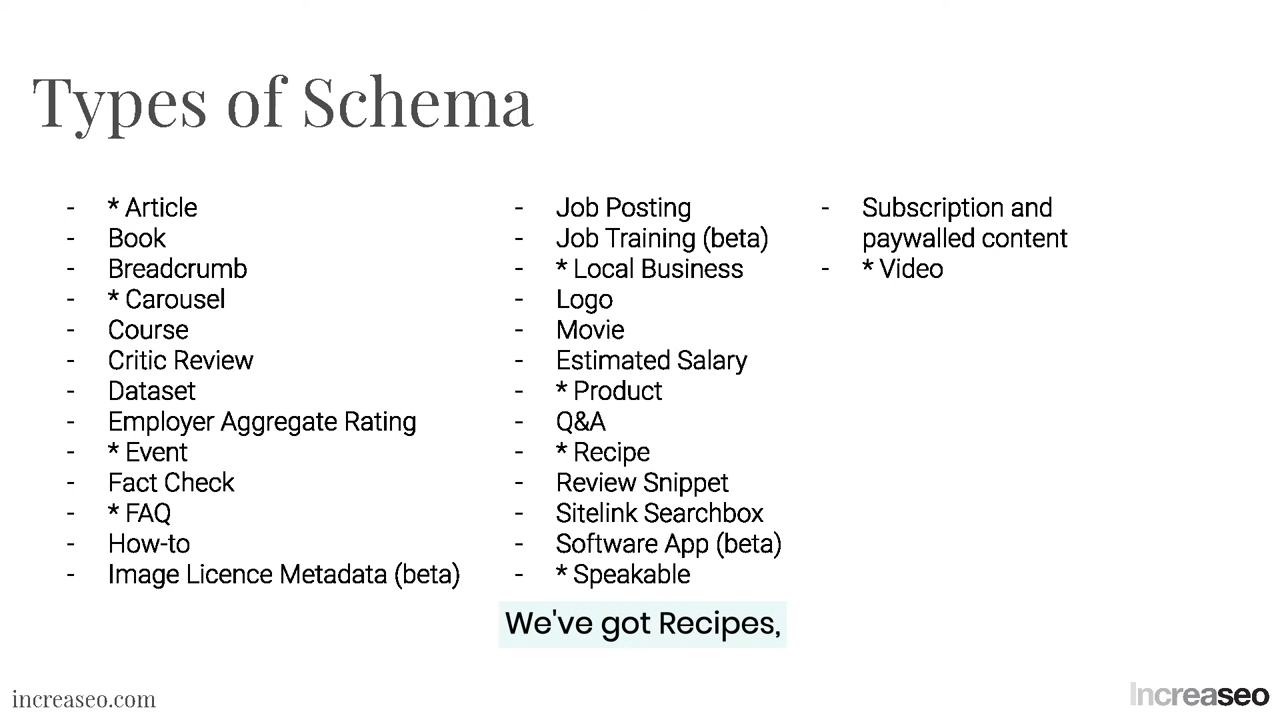 Types of Schema
- * Article
- Book
- Breadcrumb
- * Carousel
- Course
- Critic Review
- Dataset
- Employer Aggregate Rating
- * Event
- Fact Check
- * FAQ
- How-to
- Image Licence Metadata (beta)
- Job Posting
- Job Training (beta)
- * Local Business
- Logo
- Movie
- Estimated Salary
- * Product
- Q&A
- * Recipe
- Review Snippet
- Sitelink Searchbox
- Software App (beta)
- * Speakable
- Subscription and
paywalled content
- * Video
We've got Recipes,
increaseo.com
Increaseo